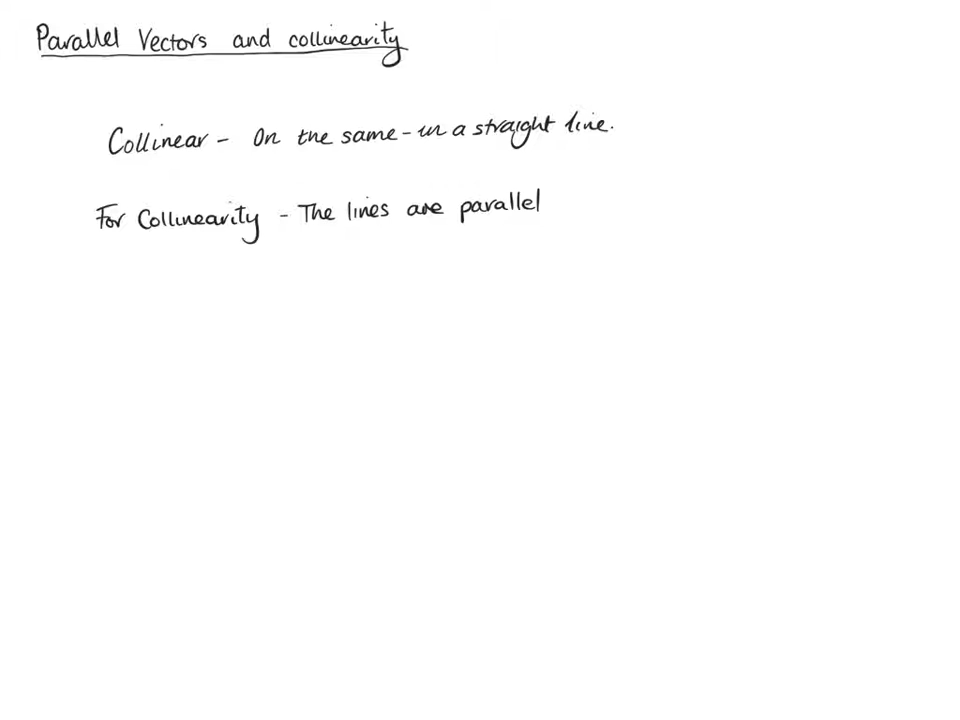 Parallel Vectors and collinearity
Collinear - On the same - in a straight line.
For Collinearity - The lines are parallel